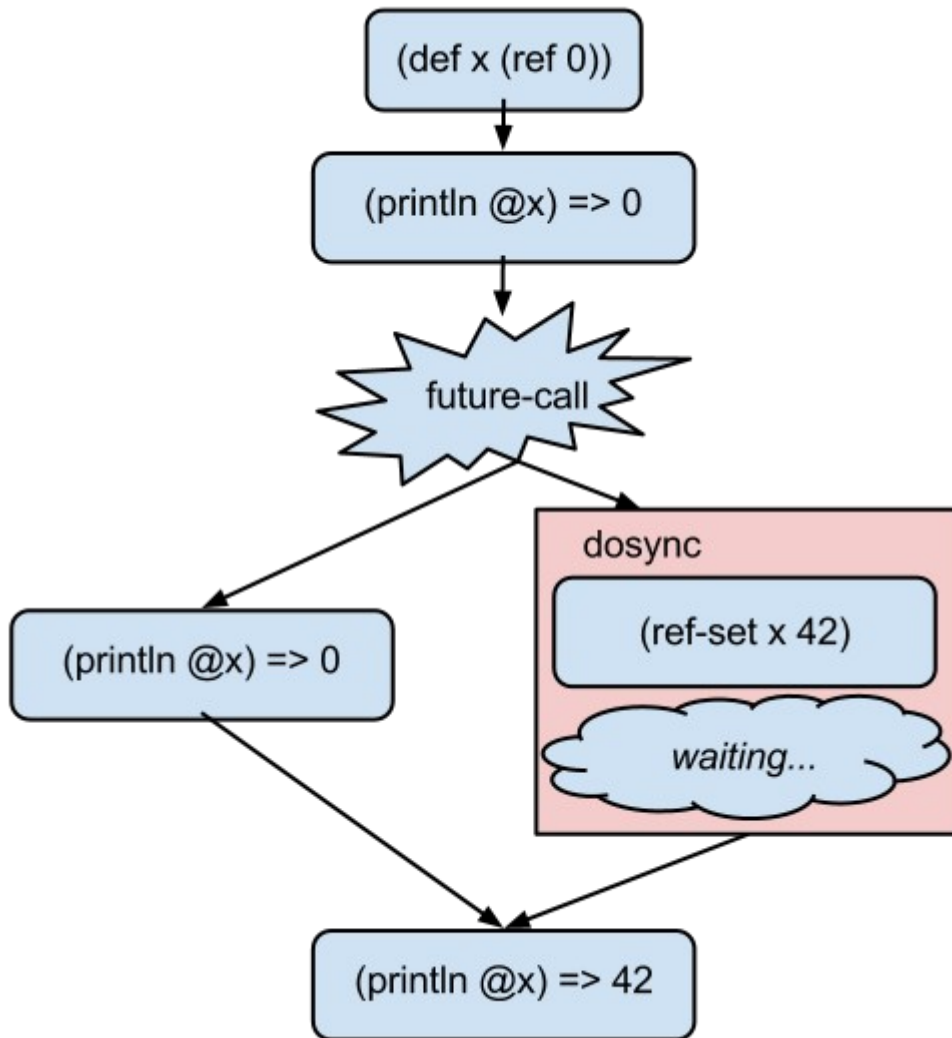 (def x (ref 0))
(println @x) => 0
future-call
dosync
(ref-set x 42)
(println @x) => 0
waiting...
(println @x) => 42